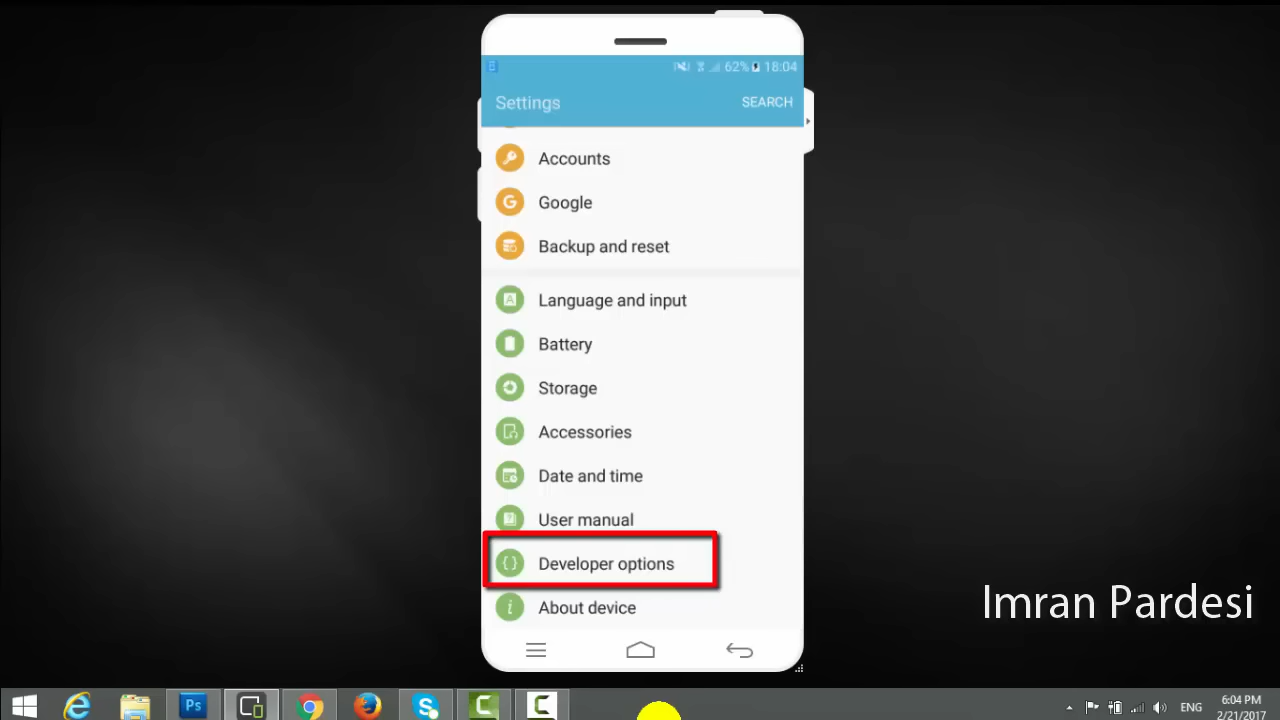 62% 18:04
Settings SEARCH
Accounts
Google
Backup and reset
Language and input
Battery
Storage
Accessories
Date and time
User manual
Developer options
About device
Imran Pardesi
Ps
ENG
6:04 PM
2/21/2017